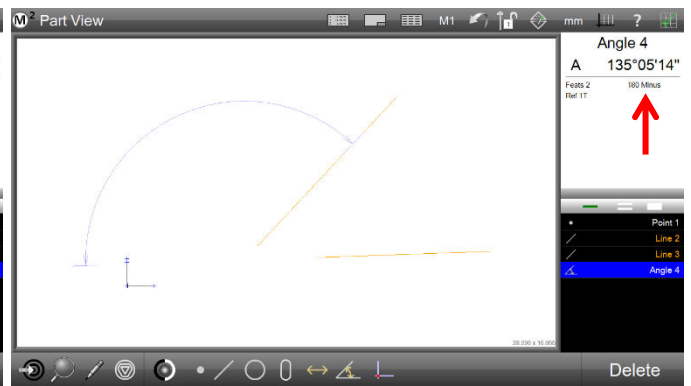 M² Part View
M1
mm
?
Angle 4
A 135°05'14"
Feats 2 180 Minus
Ref 1T
Point 1
Line 2
Line 3
Angle 4
Delete